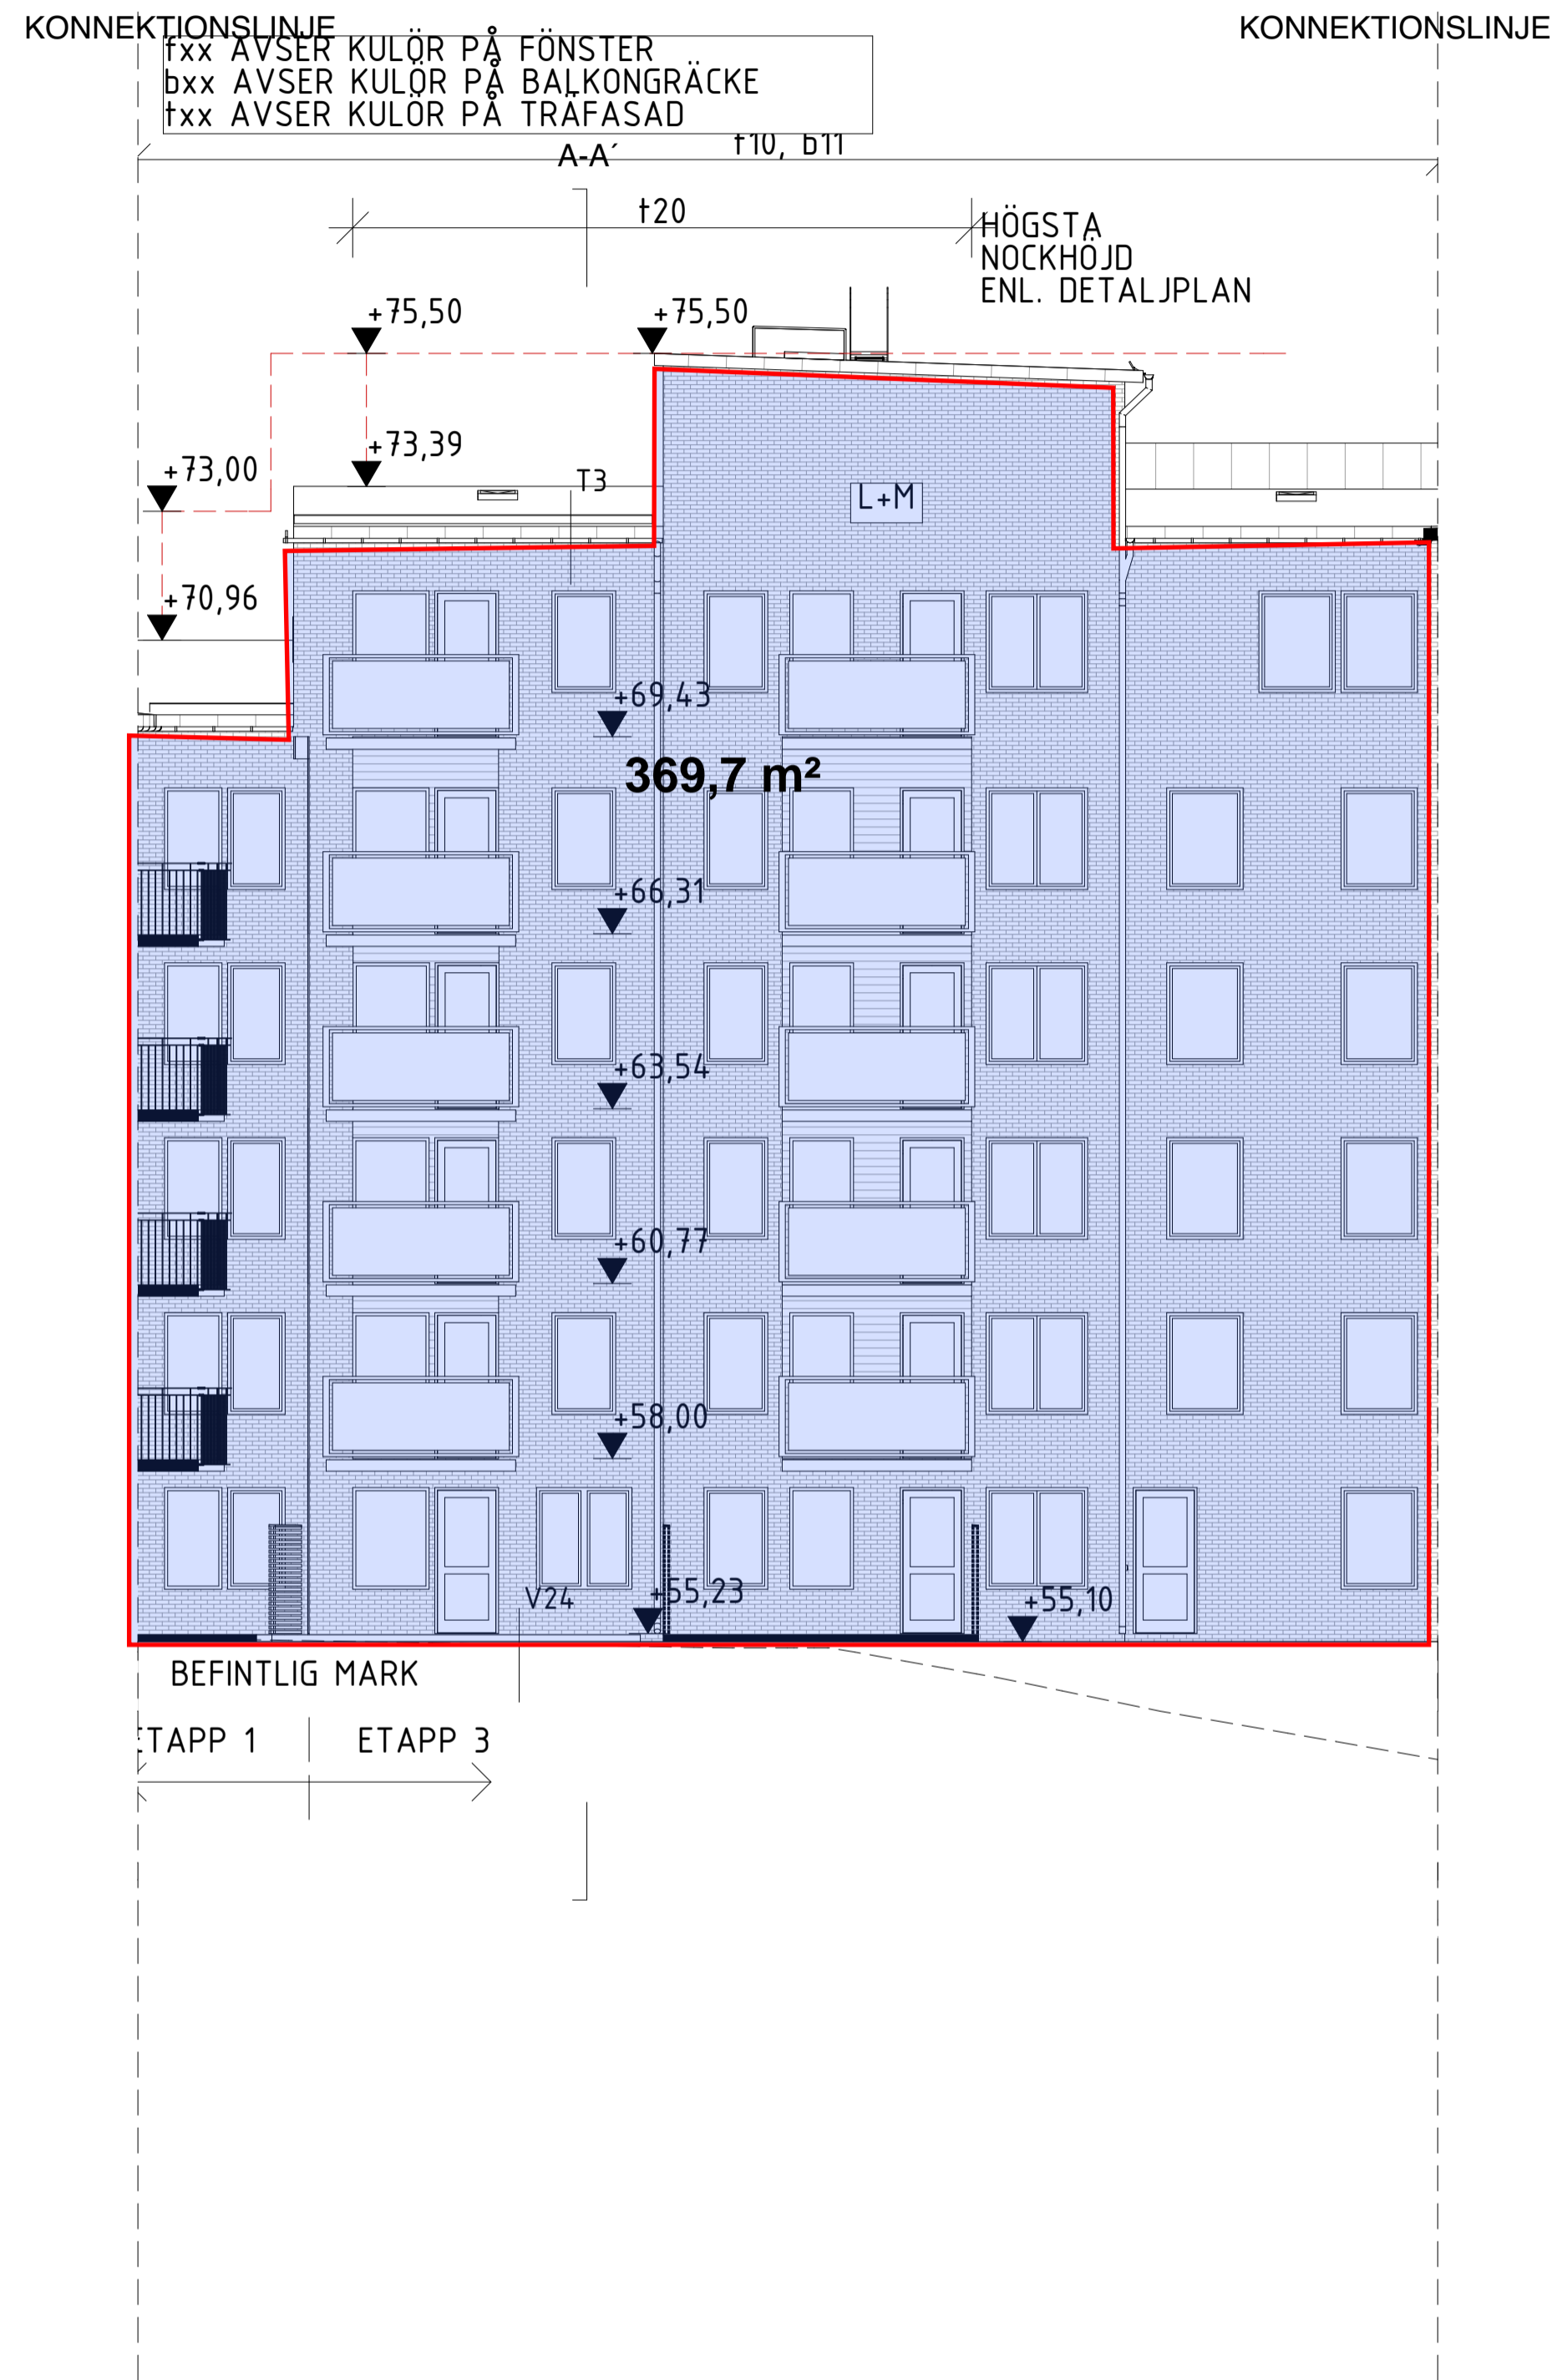 KONNEKTIONSLINJE
KONNEKTIONSLINJE
fxx AVSER KULÖR PÅ FÖNSTER
bxx AVSER KULÖR PÅ BALKONGRÄCKE
txx AVSER KULÖR PÅ TRÄFASAD
f10, b11
A-A´
t20
HÖGSTA
NOCKHÖJD
ENL. DETALJPLAN
+75,50
+75,50
+73,39
+73,00
T3
L+M
+70,96
+69,43
369,7 m²
+66,31
+63,54
+60,77
+58,00
V24
+55,23
+55,10
BEFINTLIG MARK
ETAPP 1
ETAPP 3